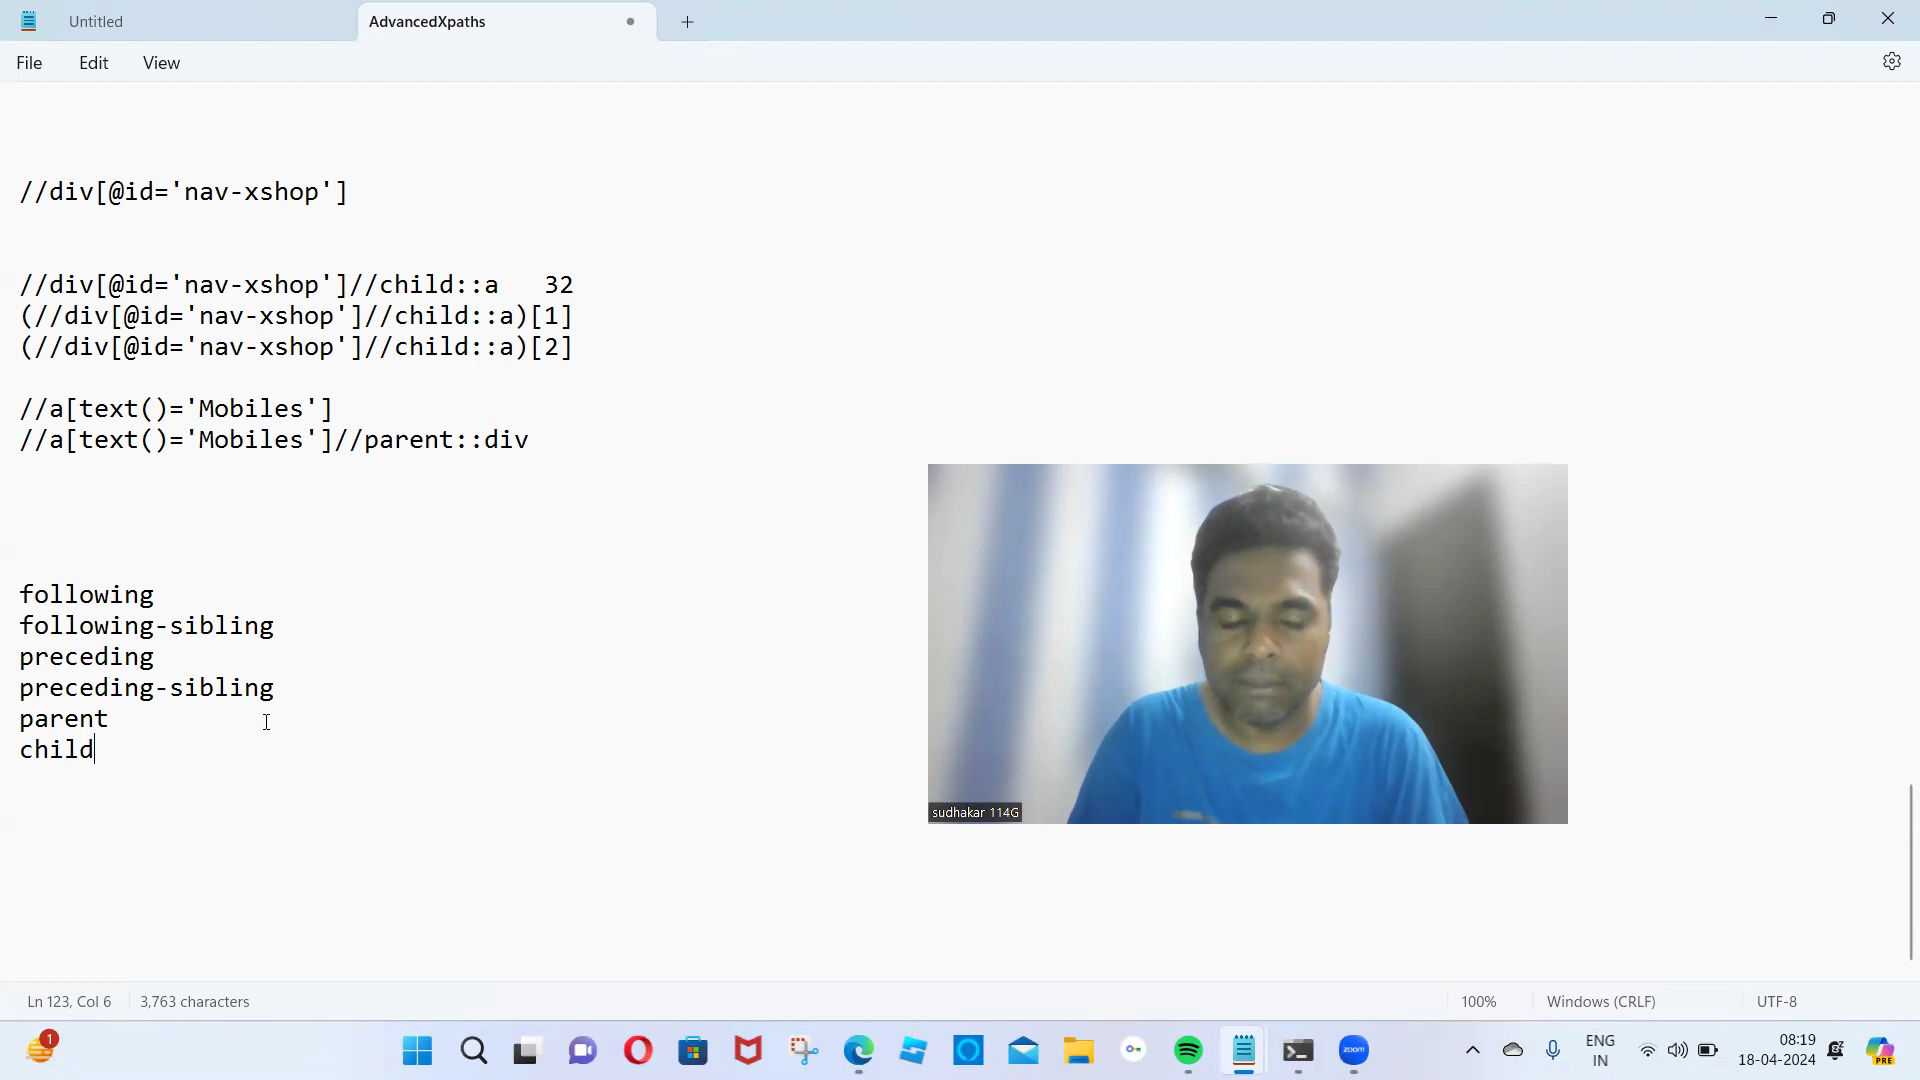 Untitled
AdvancedXpaths
File Edit View
//div[@id='nav-xshop']
//div[@id='nav-xshop']//child::a   32
(//div[@id='nav-xshop']//child::a)[1]
(//div[@id='nav-xshop']//child::a)[2]
//a[text()='Mobiles']
//a[text()='Mobiles']//parent::div
following
following-sibling
preceding
preceding-sibling
parent
child
sudhakar 114G
Ln 123, Col 6 3,763 characters 100% Windows (CRLF) UTF-8
1
zoom
ENG
IN
08:19
18-04-2024
PRE